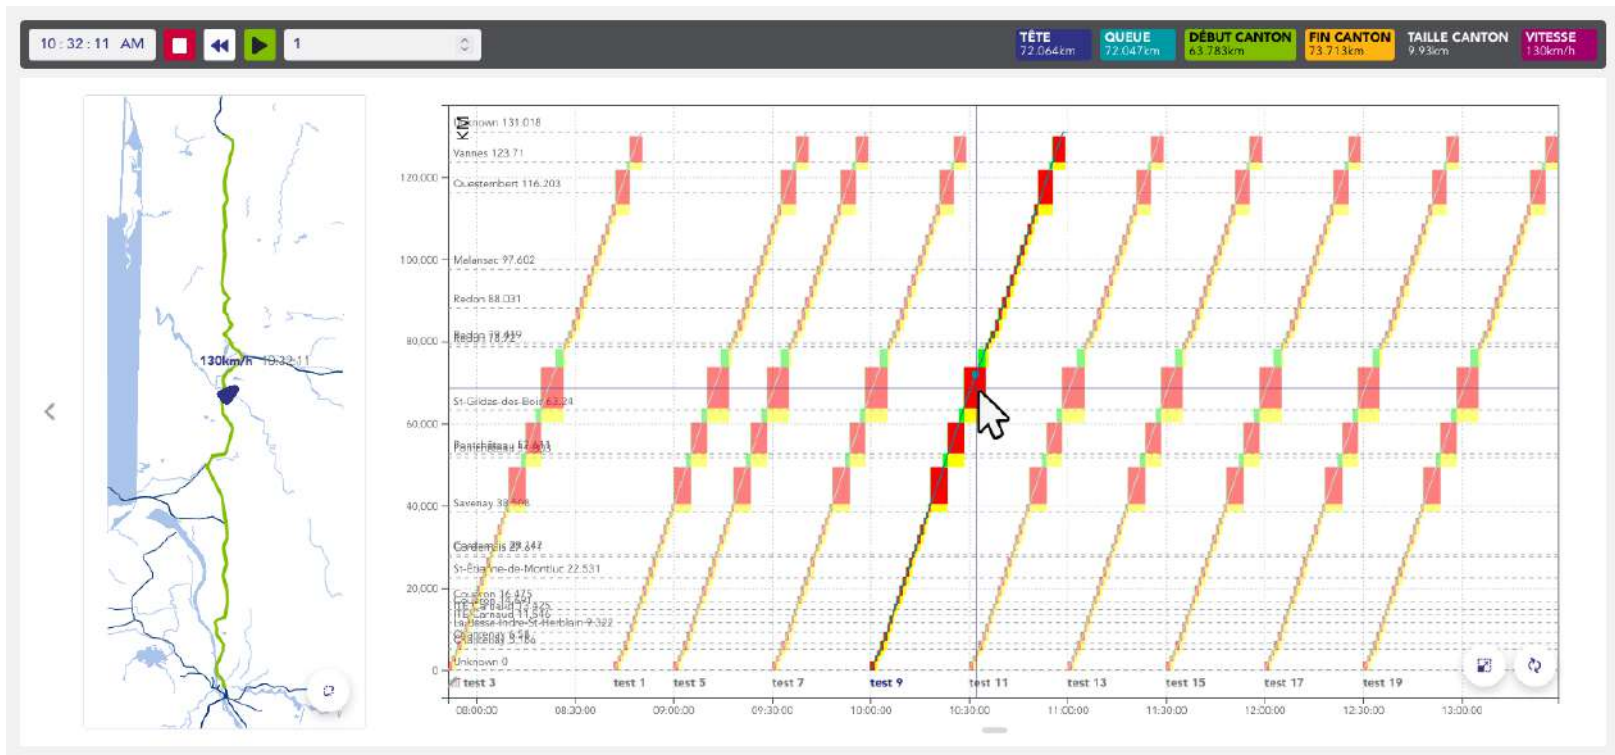 10:32:11 AM
1
TÊTE
72.064km
QUEUE
72.047km
DÉBUT CANTON
63.783km
FIN CANTON
73.713km
TAILLE CANTON
9.93km
VITESSE
130km/h
130km/h 10:32:11
KM
Unknown 131.018
Vannes 123.71
120,000
Questembert 116.203
100,000
Malansac 97.602
Redon 88.031
80,000
St-Gildas-des-Bois 63.24
60,000
40,000
Savenay
St-Étienne-de-Montluc 22.531
20,000
Couëron 16.475
La Basse-Indre-St-Herblain 9.322
Unknown 0
0
test 3
test 1
test 5
test 7
test 9
test 11
test 13
test 15
test 17
test 19
08:00:00
08:30:00
09:00:00
09:30:00
10:00:00
10:30:00
11:00:00
11:30:00
12:00:00
12:30:00
13:00:00